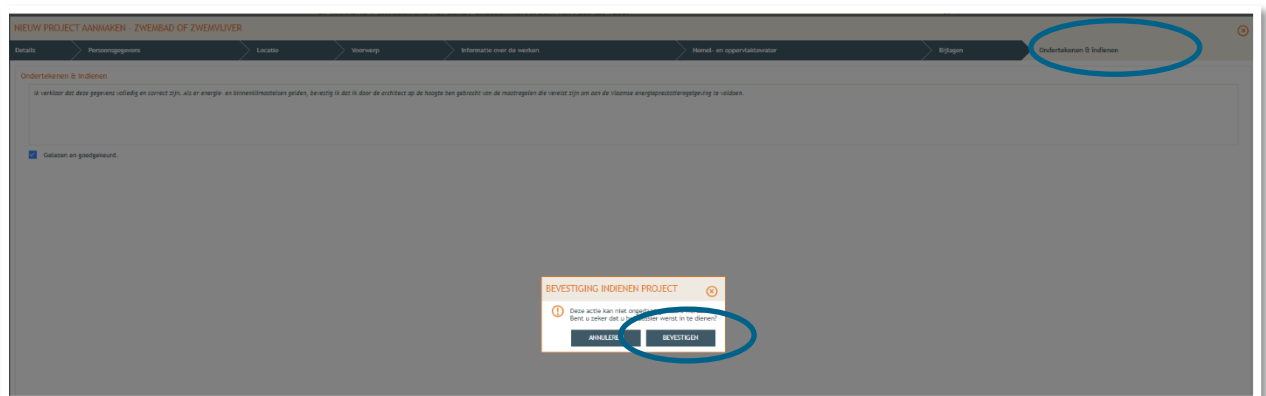 NIEUW PROJECT AANMAKEN - ZWEMBAD OF ZWEMVIJVER
Details
Persoonsgegevens
Locatie
Voorwerp
Informatie over de werken
Hemel- en oppervlaktewater
Bijlagen
Ondertekenen & Indienen
Ondertekenen & Indienen
Ik verklaar dat deze gegevens volledig en correct zijn. Als er energie- en binnenklimaateisen gelden, bevestig ik dat ik door de architect op de hoogte ben gebracht van de maatregelen die vereist zijn om aan de Vlaamse energieprestatieregelgeving te voldoen.
Gelezen en goedgekeurd.
BEVESTIGING INDIENEN PROJECT
Deze actie kan niet
Bent u zeker dat u wenst in te dienen?
BEVESTIGEN